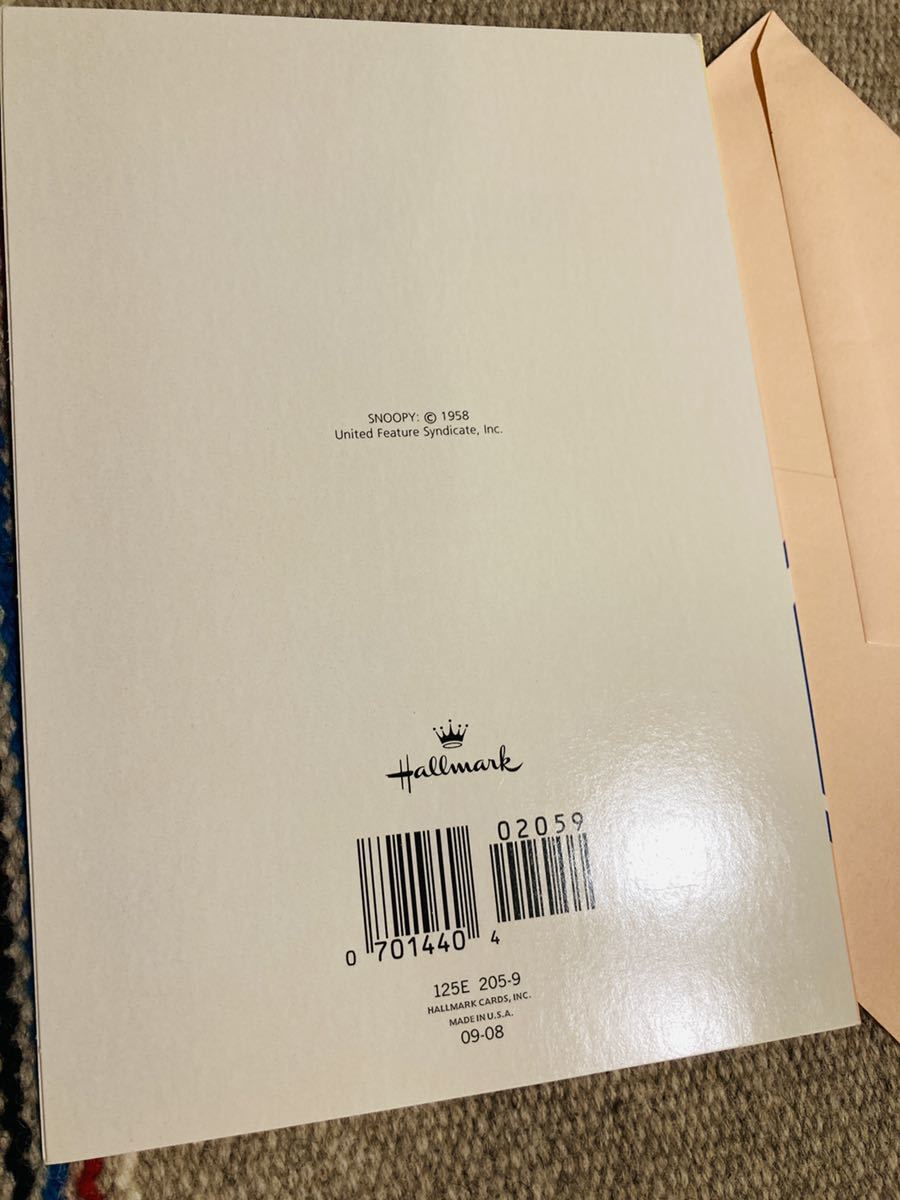 SNOOPY: © 1958
United Feature Syndicate, Inc.
Hallmark
02059
0 701440 4
125E 205-9
HALLMARK CARDS, INC.
MADE IN U.S.A.
09-08